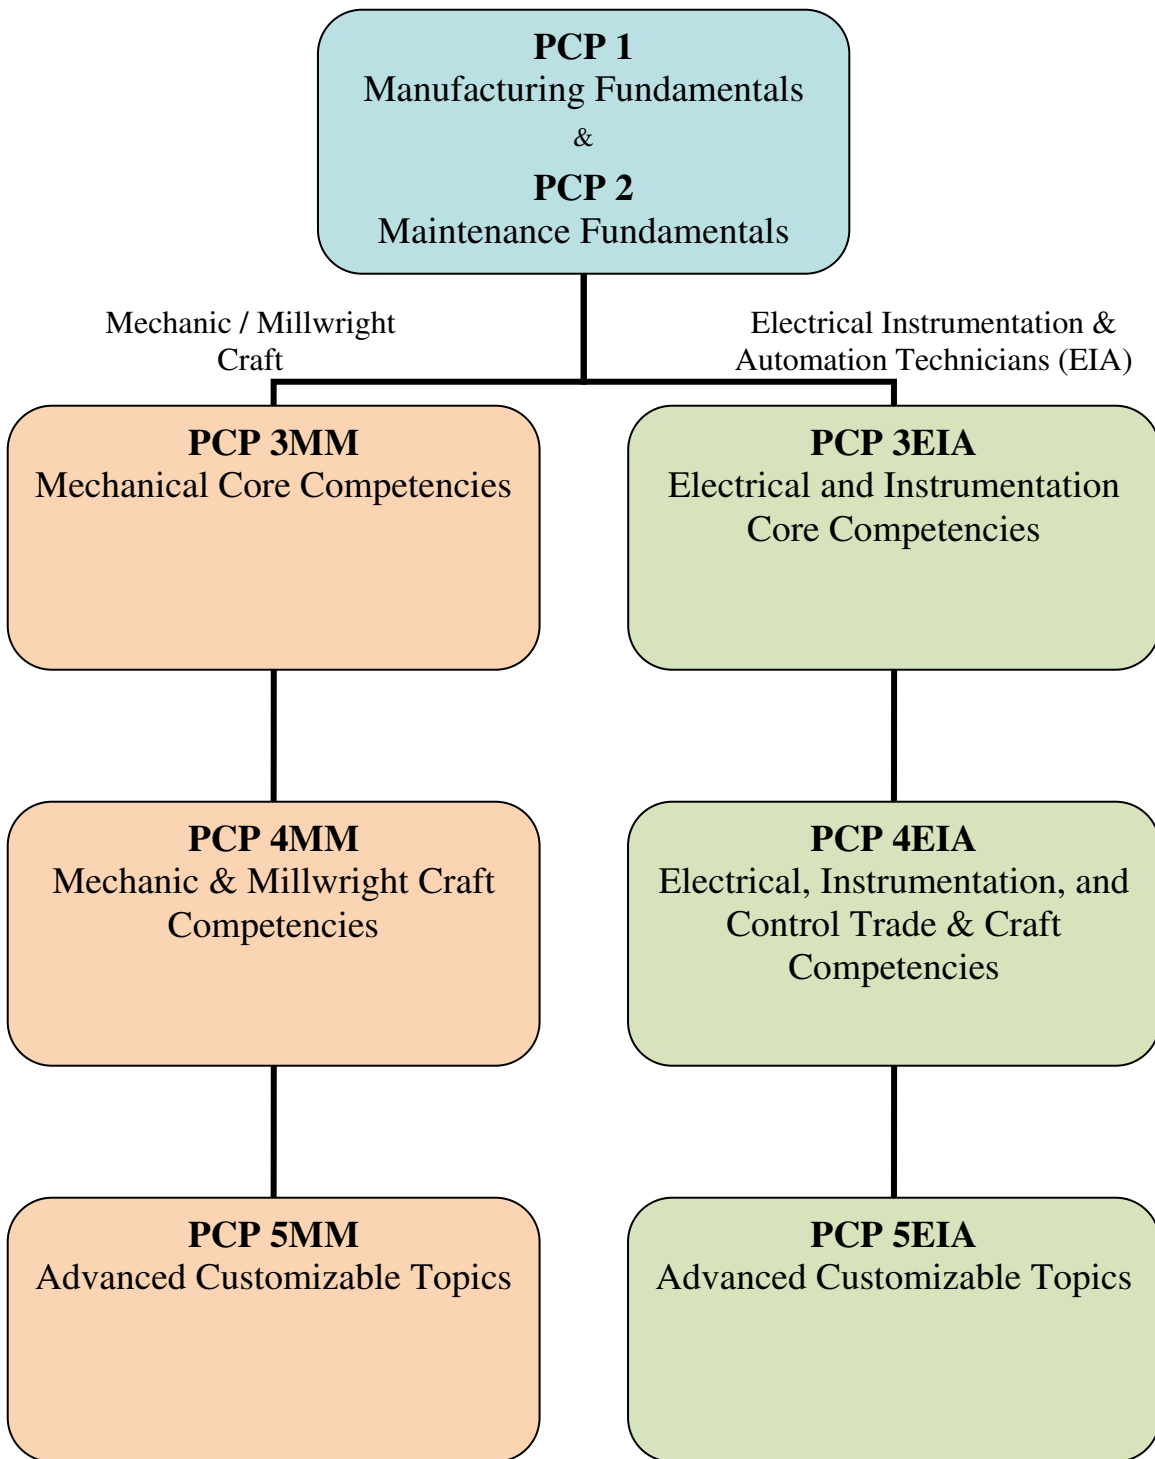 PCP 1
Manufacturing Fundamentals
&
PCP 2
Maintenance Fundamentals
Mechanic / Millwright
Craft
Electrical Instrumentation &
Automation Technicians (EIA)
PCP 3MM
Mechanical Core Competencies
PCP 3EIA
Electrical and Instrumentation
Core Competencies
PCP 4MM
Mechanic & Millwright Craft
Competencies
PCP 4EIA
Electrical, Instrumentation, and
Control Trade & Craft
Competencies
PCP 5MM
Advanced Customizable Topics
PCP 5EIA
Advanced Customizable Topics